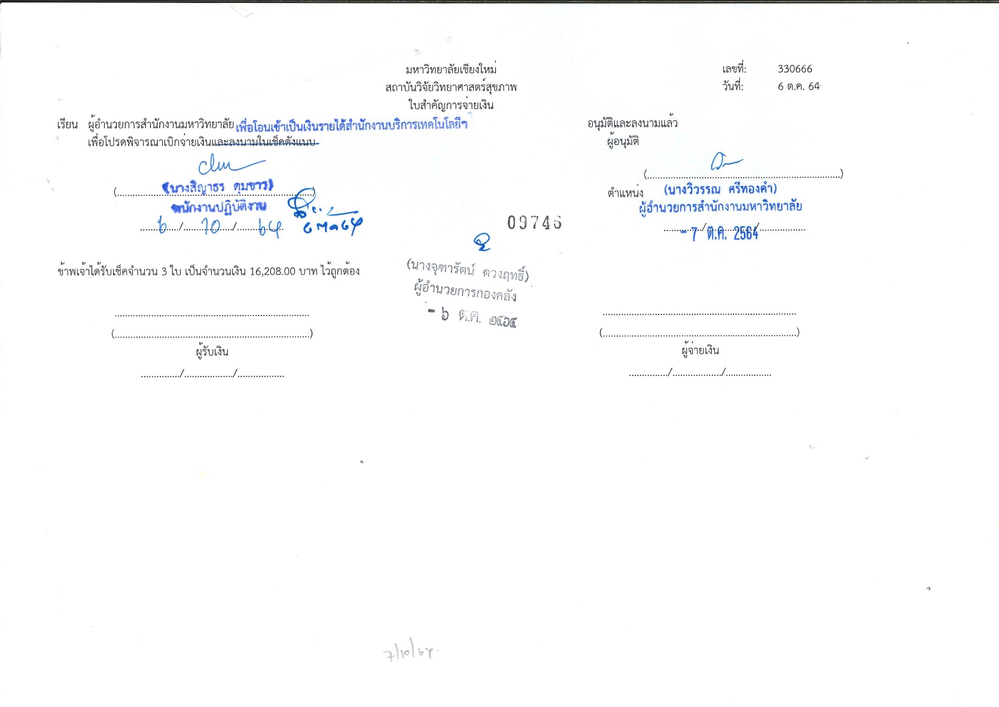 มหาวิทยาลัยเชียงใหม่
สถาบันวิจัยวิทยาศาสตร์สุขภาพ
ใบสำคัญการจ่ายเงิน
เลขที่: 330666
วันที่: 6 ต.ค. 64
เรียน ผู้อำนวยการสำนักงานมหาวิทยาลัย เพื่อโอนเข้าเป็นเงินรายได้สำนักงานบริการเทคโนโลยีฯ
เพื่อโปรดพิจารณาเบิกจ่ายเงินและลงนามในเช็คดังแนบ
(นางสิญาธร ตุมขาว)
พนักงานปฏิบัติงาน
6/10/64
6 ตค 64
อนุมัติและลงนามแล้ว
ผู้อนุมัติ
(..........)
ตำแหน่ง (นางวิวรรณ ศรีทองคำ)
ผู้อำนวยการสำนักงานมหาวิทยาลัย
- 7 ต.ค. 2564
09746
(นางจุฑารัตน์ ดวงฤทธิ์)
ผู้อำนวยการกองคลัง
- ๖ ต.ค. ๒๕๖๔
ข้าพเจ้าได้รับเช็คจำนวน 3 ใบ เป็นจำนวนเงิน 16,208.00 บาท ไว้ถูกต้อง
(..........)
ผู้รับเงิน
........../........../..........
(..........)
ผู้จ่ายเงิน
........../........../..........
7/10/64